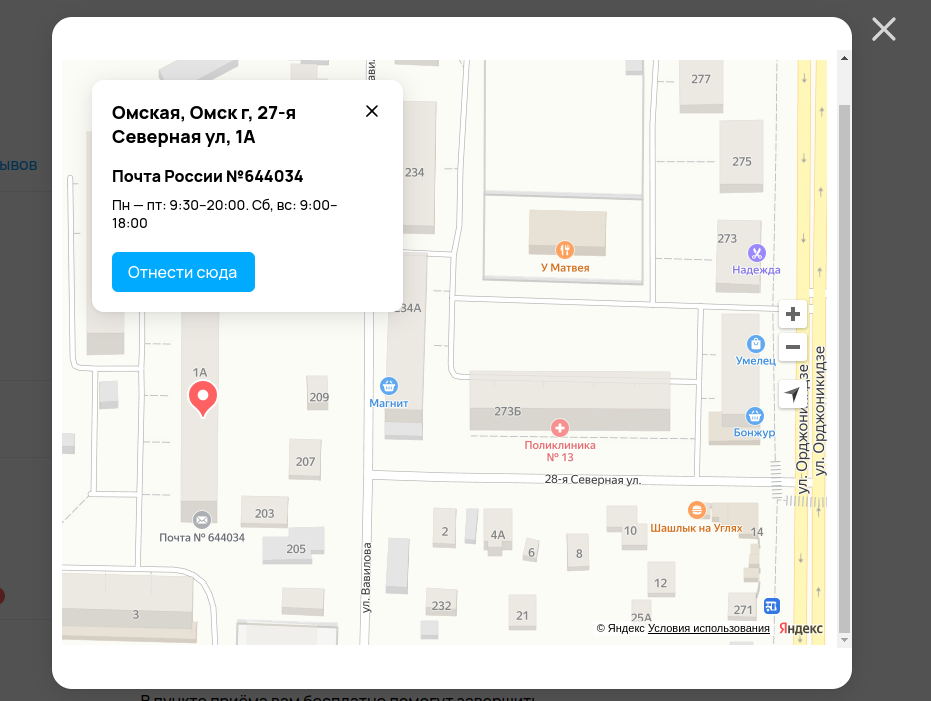 ывов
Омская, Омск г, 27-я
Северная ул, 1А
Почта России №644034
Пн — пт: 9:30–20:00. Сб, вс: 9:00–
18:00
Отнести сюда
277
234
275
273
У Матвея
Надежда
234А
1А
Умелец
209
Магнит
273Б
Бонжур
Поликлиника
№ 13
207
28-я Северная ул.
ул. Орджоникидзе
ул. Орджоникидзе
203
Почта № 644034
205
2
4А
6
8
10
Шашлык на Углях
14
12
ул. Вавилова
3
232
21
25А
271
© Яндекс Условия использования
Яндекс
В пункте приёма вам бесплатно помогут завершить